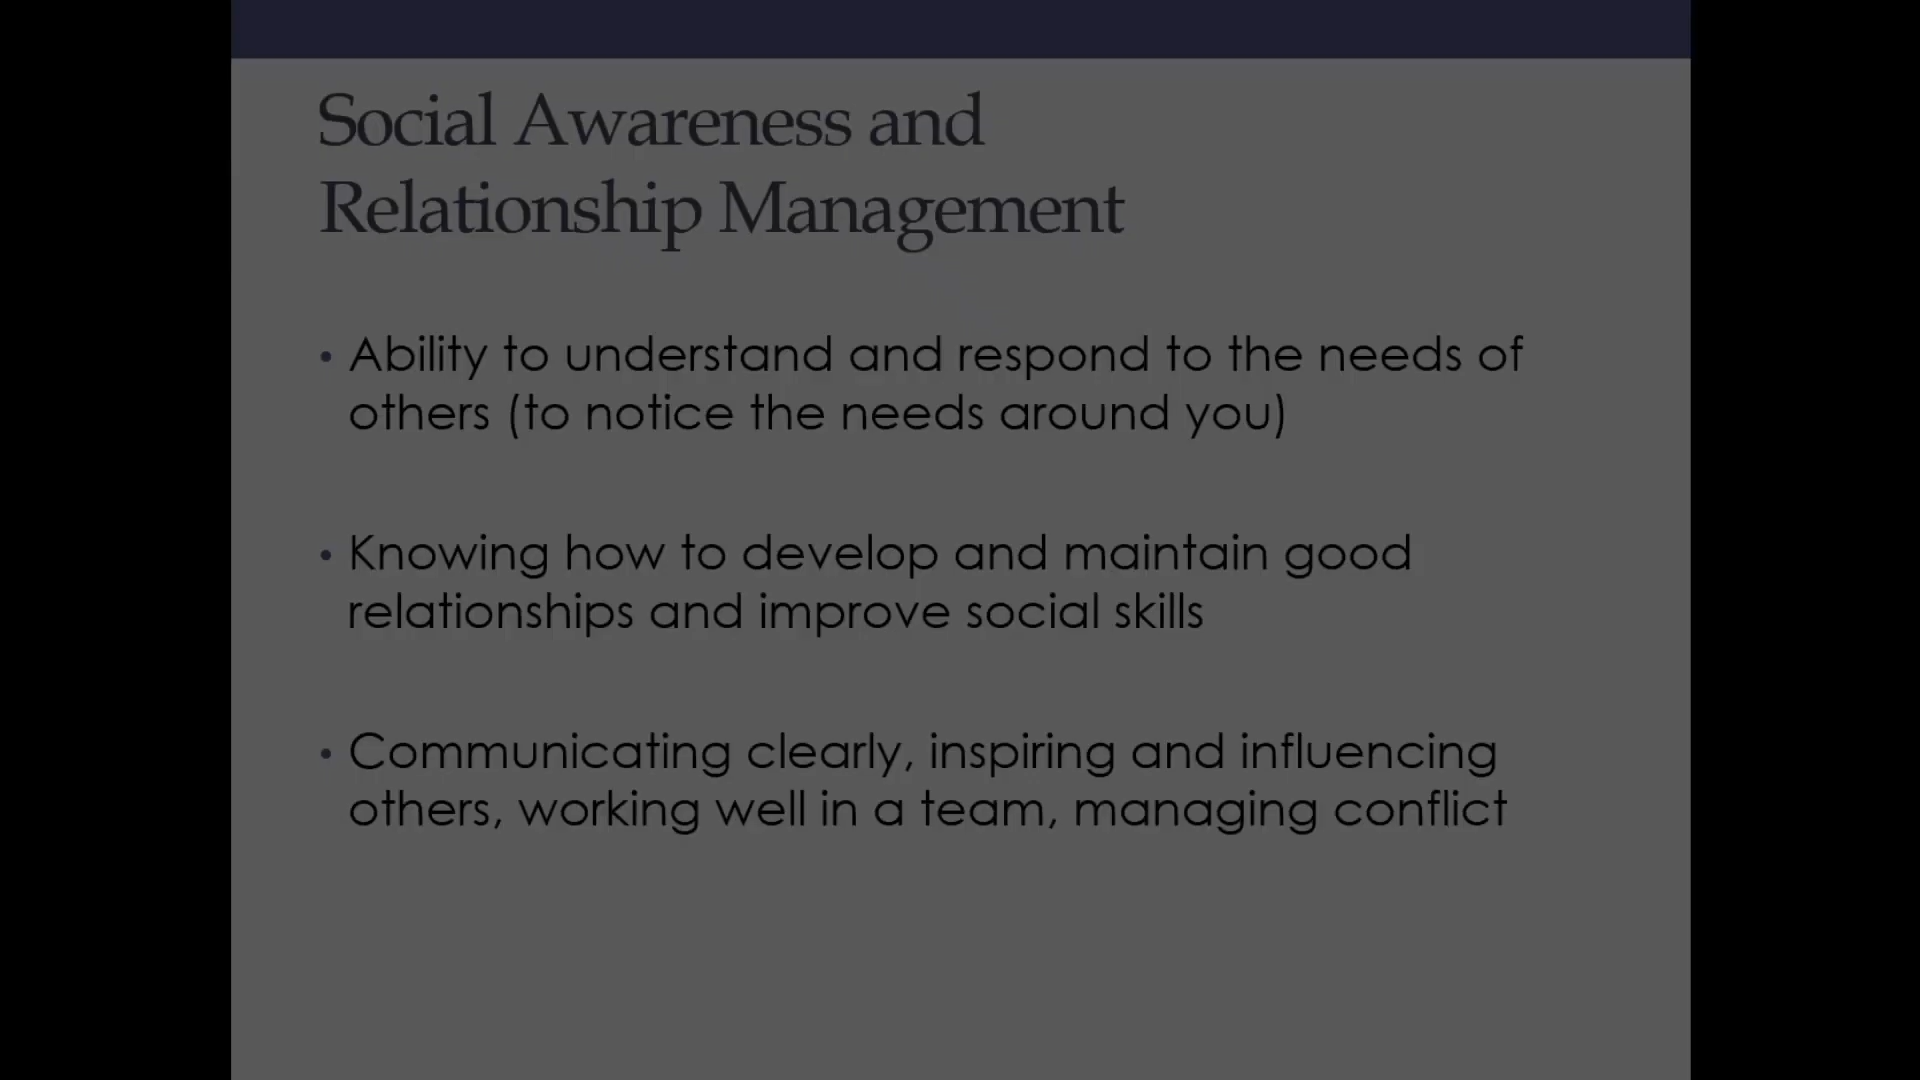 Social Awareness and
Relationship Management
• Ability to understand and respond to the needs of
others (to notice the needs around you)
• Knowing how to develop and maintain good
relationships and improve social skills
• Communicating clearly, inspiring and influencing
others, working well in a team, managing conflict